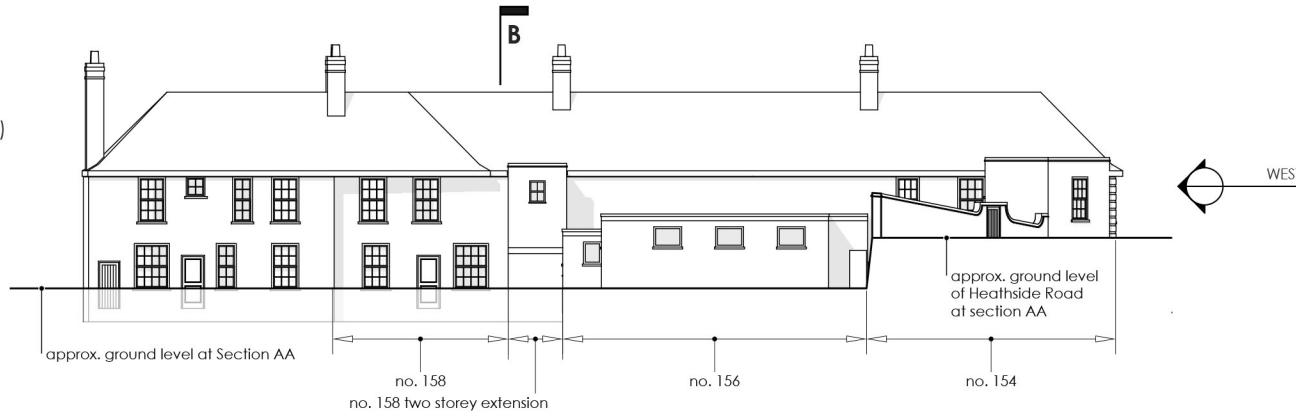 B
)
WEST
approx. ground level
of Heathside Road
at section AA
approx. ground level at Section AA
no. 158
no. 156
no. 154
no. 158 two storey extension